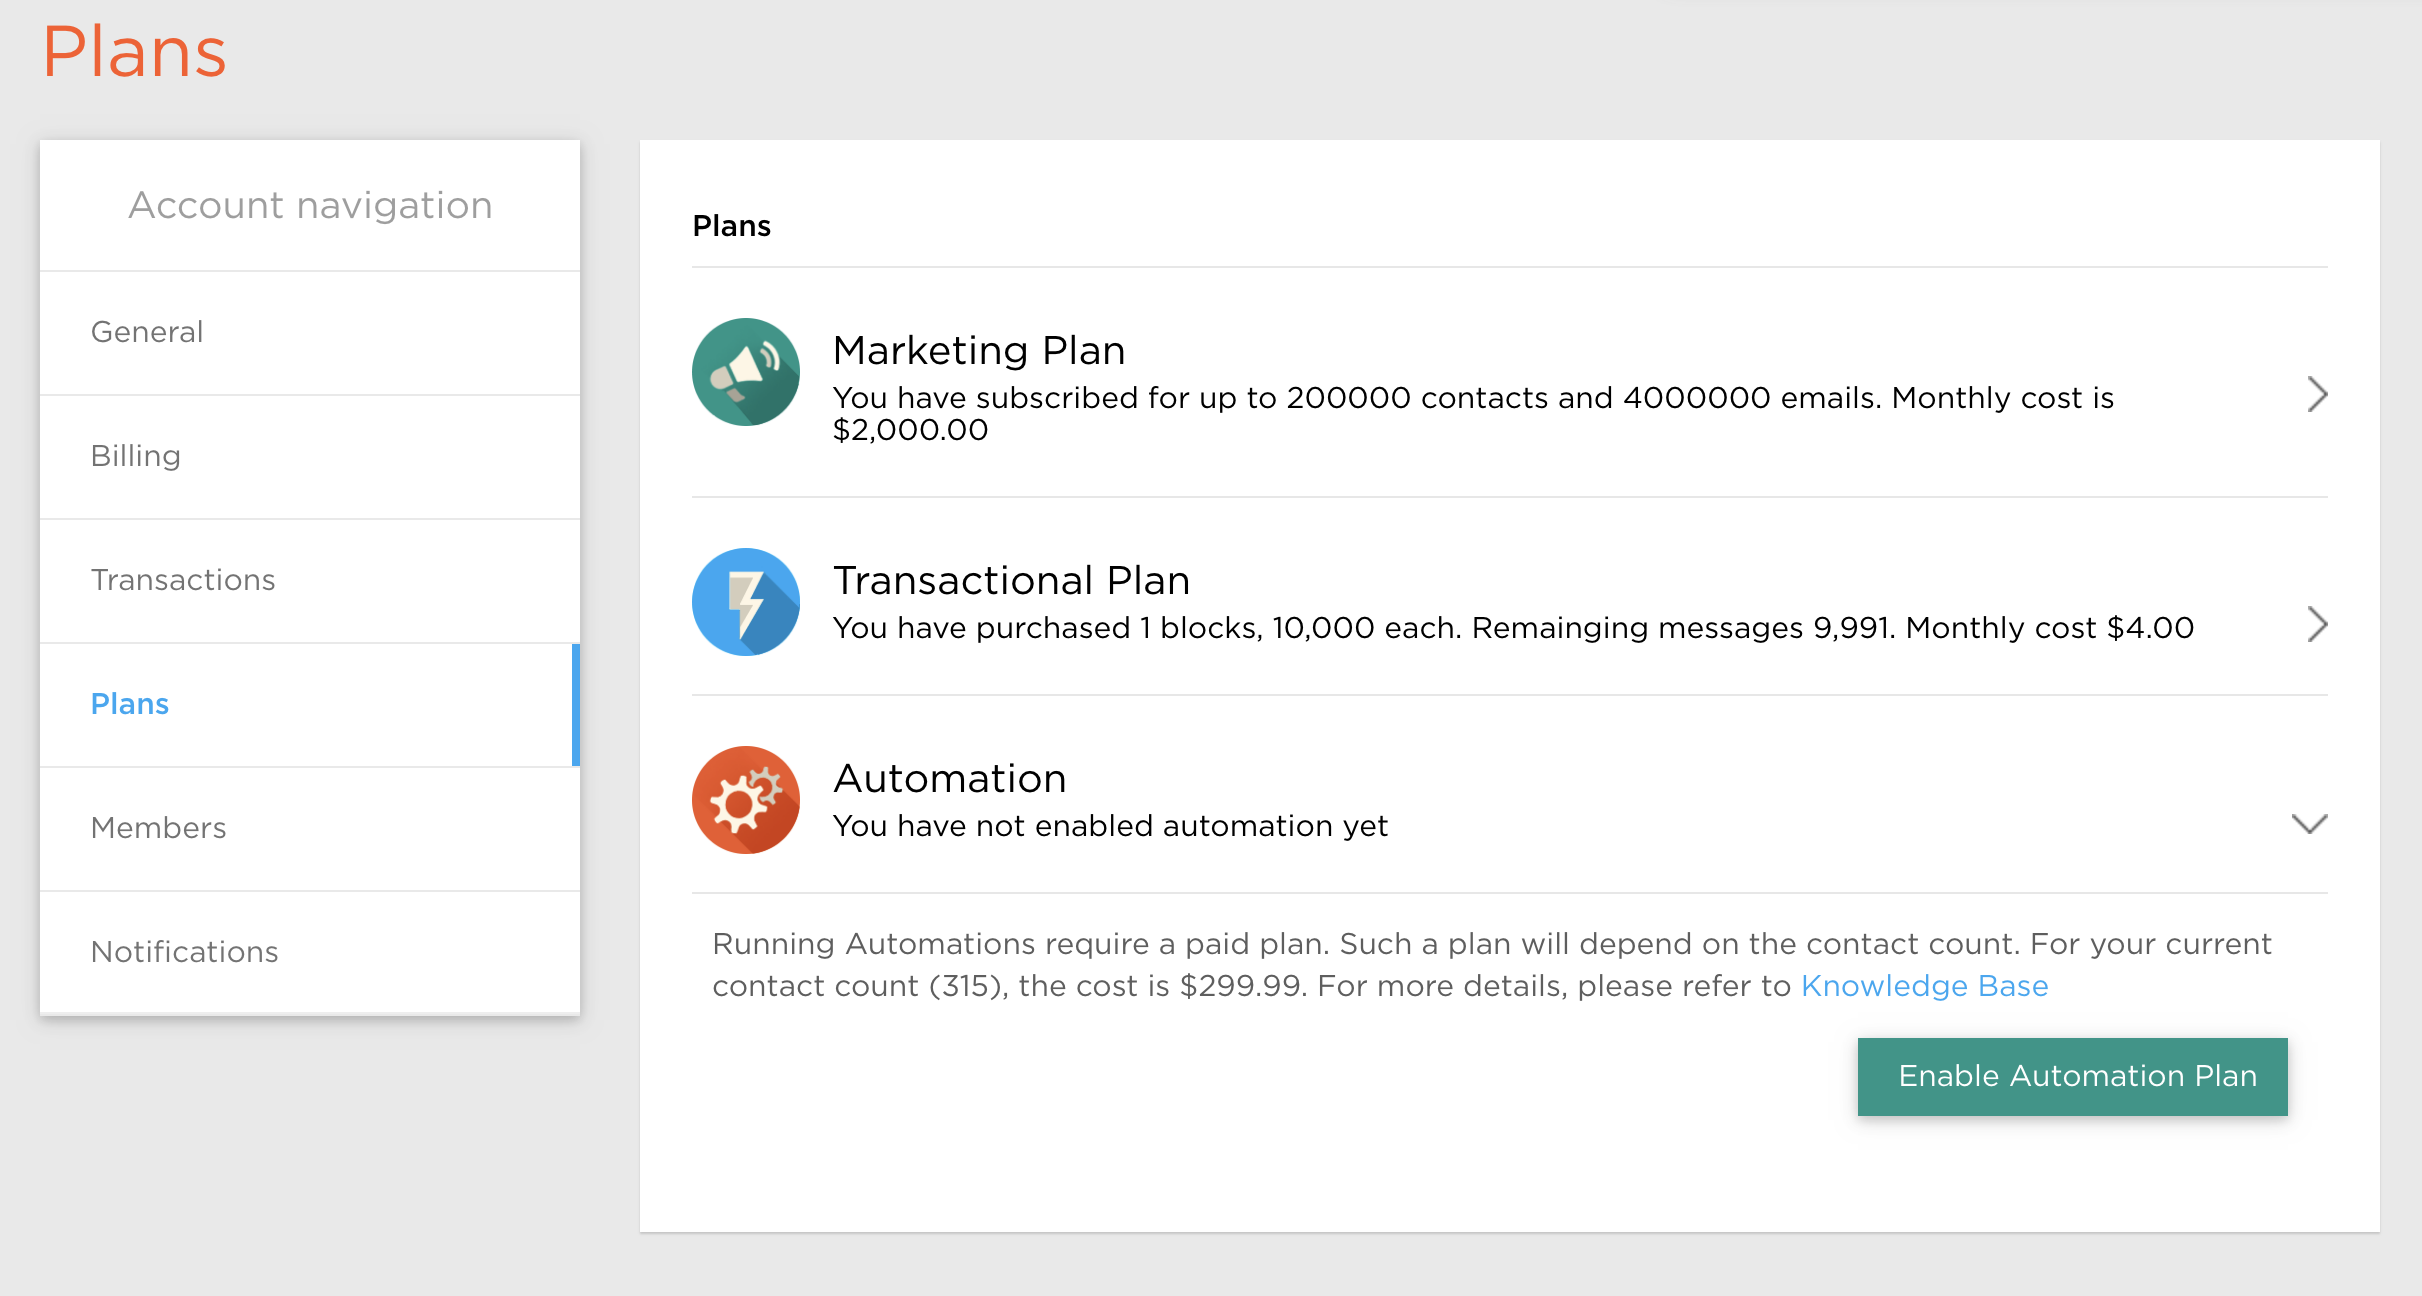 Plans
Account navigation
General
Billing
Transactions
Plans
Members
Notifications
Plans
Marketing Plan
You have subscribed for up to 200000 contacts and 4000000 emails. Monthly cost is
$2,000.00
Transactional Plan
You have purchased 1 blocks, 10,000 each. Remainging messages 9,991. Monthly cost $4.00
Automation
You have not enabled automation yet
Running Automations require a paid plan. Such a plan will depend on the contact count. For your current
contact count (315), the cost is $299.99. For more details, please refer to Knowledge Base
Enable Automation Plan